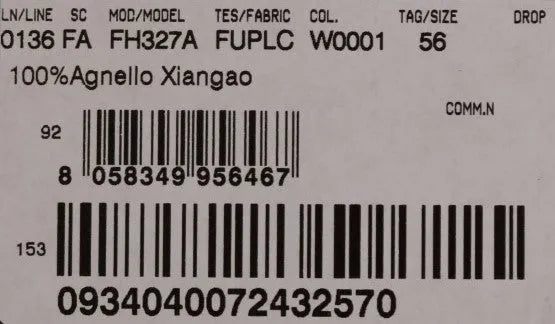 LN/LINE SC MOD/MODEL TES/FABRIC COL. TAG/SIZE DROP
0136 FA FH327A FUPLC W0001 56
100%Agnello Xiangao
COMM.N
92
8 058349 956467
153
0934040072432570